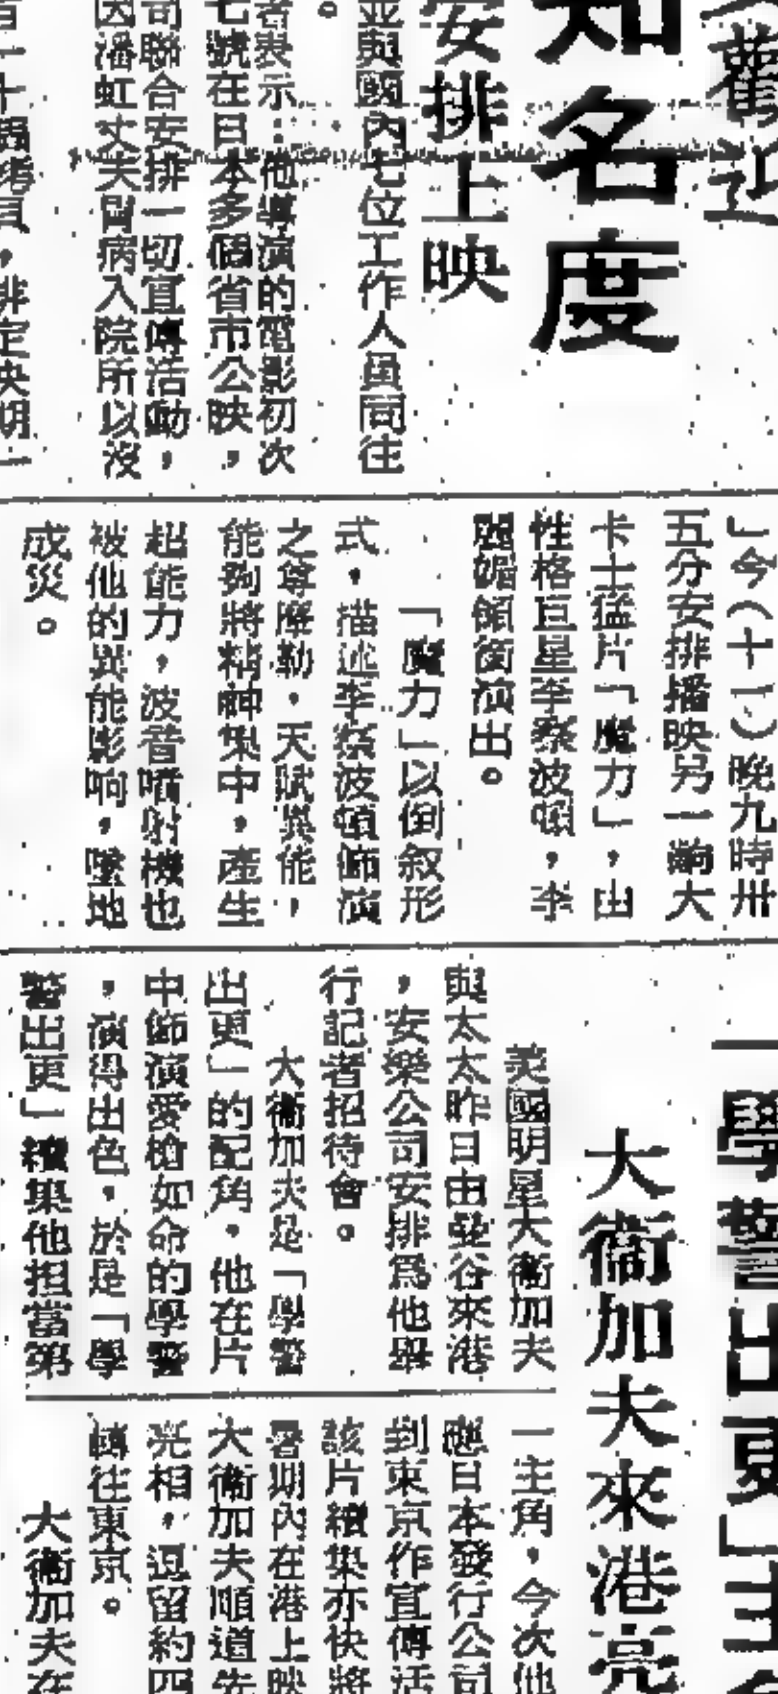 知名度
安排上映
並與國內七位工作人員同往
。
者表示：他導演的電影初次
七號在日本多個省市公映，
司聯合安排一切宣傳活動，
因潘虹丈夫胃病入院所以沒
」今（十一）晚九時卅
五分安排播映另一齣大
卡士猛片「魔力」，由
性格巨星李察波頓，李
麗媚領銜演出。
「魔力」以倒叙形
式，描述李察波頓飾演
之尊摩勒，天賦異能，
能夠將精神集中，產生
超能力，波音噴射機也
被他的異能影响，墜地
成災。
「學警出更」主
大衞加夫來港亮
美國明星大衞加夫
與太太昨日由曼谷來港
，安樂公司安排爲他舉
行記者招待會。
大衞加夫是「學警
出更」的配角，他在片
中飾演愛槍如命的學警
，演得出色，於是「學
警出更」續集他担當第
一主角，今次他
應日本發行公司
到東京作宣傳活
該片續集亦快將
暑期內在港上映
大衞加夫順道先
亮相，逗留約四
轉往東京。
大衞加夫在